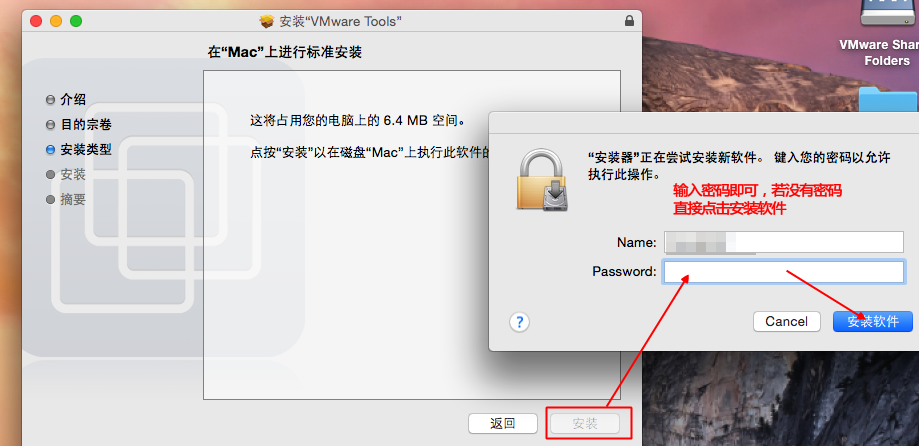 安装“VMware Tools”
在“Mac”上进行标准安装
介绍
目的宗卷
安装类型
安装
摘要
这将占用您的电脑上的 6.4 MB 空间。
点按“安装”以在磁盘“Mac”上执行此软件的
返回
安装
“安装器”正在尝试安装新软件。 键入您的密码以允许
执行此操作。
输入密码即可，若没有密码
直接点击安装软件
Name:
Password:
?
Cancel
安装软件
VMware Shar
Folders